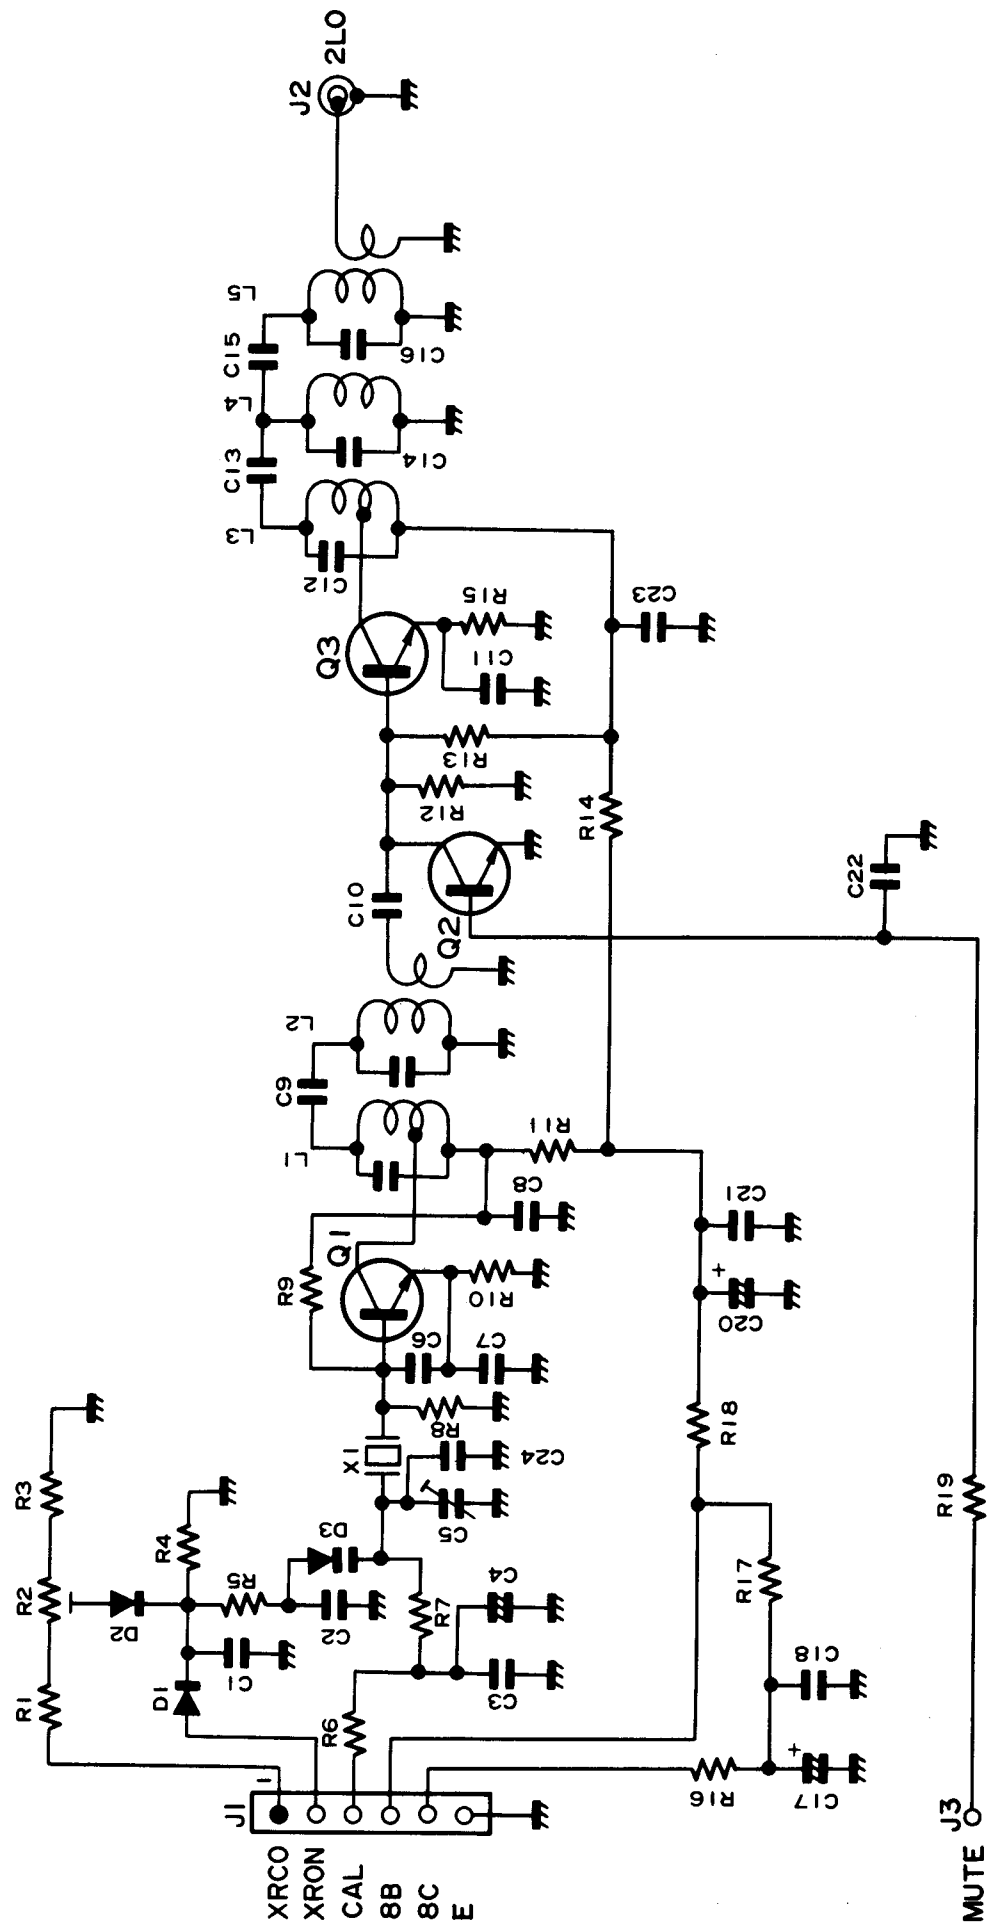 J1
1
XRCO
XRON
CAL
8B
8C
E
R1
R2
R3
D1
D2
R4
C1
R5
C2
D3
R6
R7
C3
C4
C5
C24
X1
R8
C6
C7
R9
Q1
R10
C8
L1
C9
L2
R11
C10
Q2
R12
R13
R14
Q3
C11
R15
C12
L3
C13
L4
C14
C15
L5
C16
J2
2LO
C23
C22
R16
+
C17
C18
R17
R18
+
C20
C21
R19
J3
MUTE